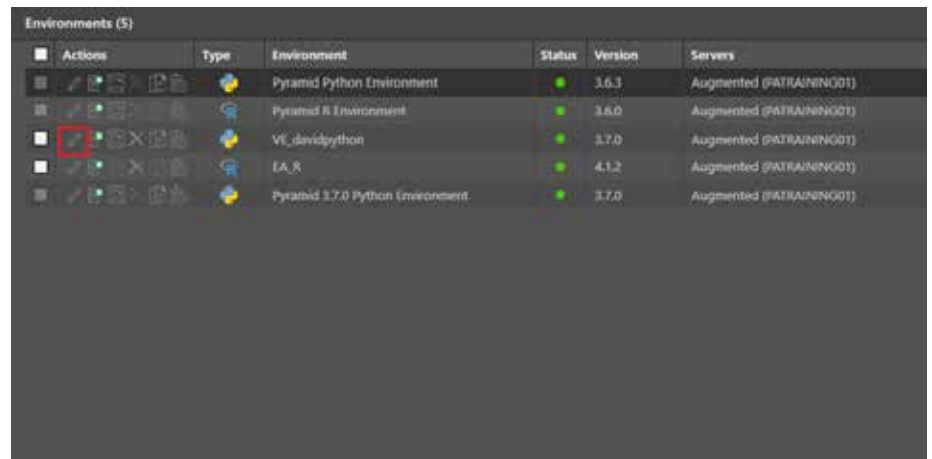 Environments (5)
Actions Type Environment Status Version Servers
Pyramid Python Environment 3.6.3 Augmented (PATRAINING01)
Pyramid R Environment 3.6.0 Augmented (PATRAINING01)
VE_davidpython 3.7.0 Augmented (PATRAINING01)
EA_R 4.1.2 Augmented (PATRAINING01)
Pyramid 3.7.0 Python Environment 3.7.0 Augmented (PATRAINING01)